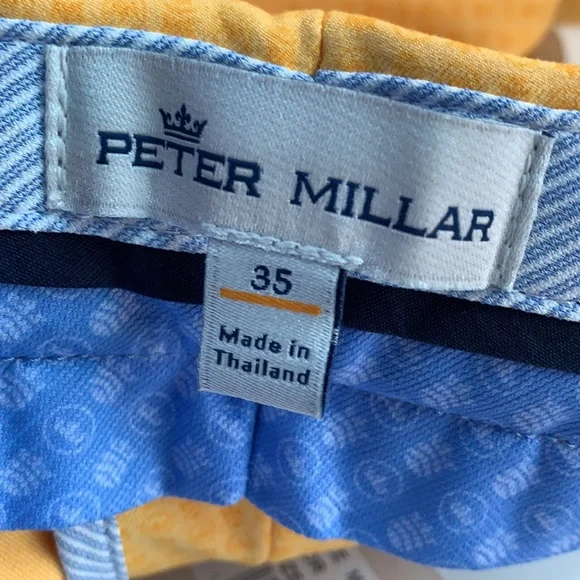 PETER MILLAR
35
Made in
Thailand